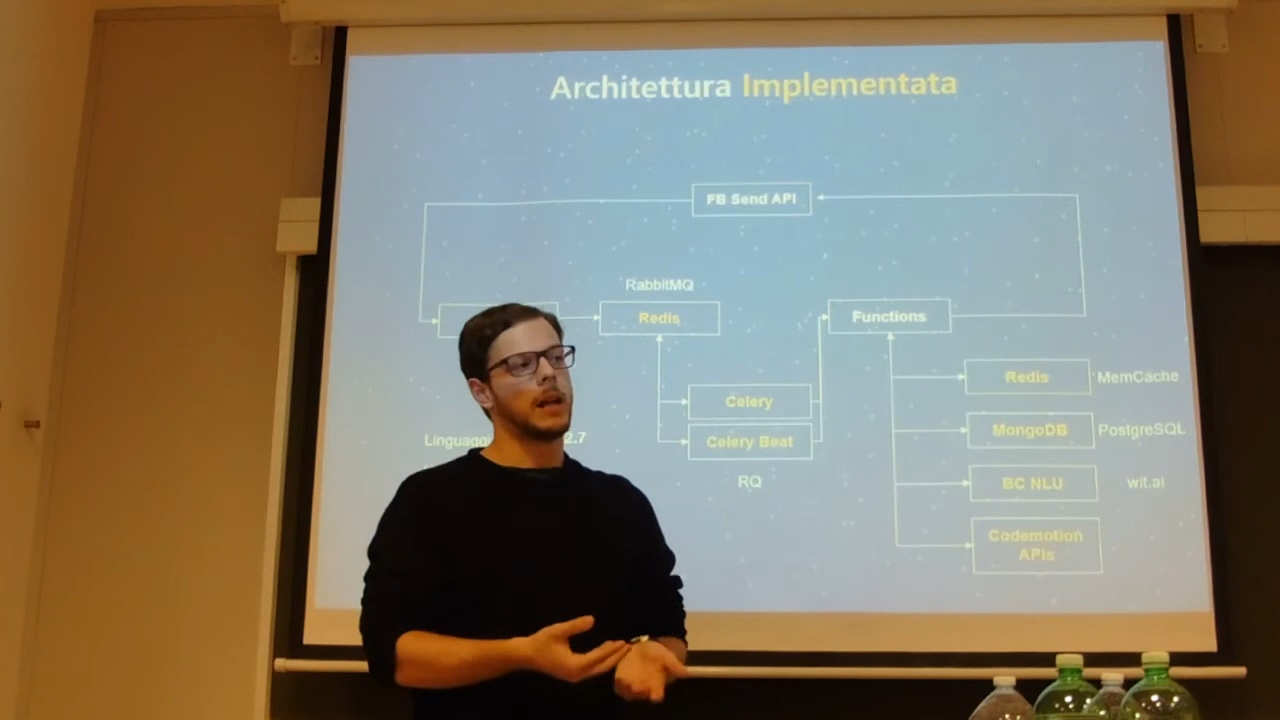 Architettura Implementata
FB Send API
RabbitMQ
Redis
Functions
Celery
Celery Beat
RQ
Redis
MemCache
MongoDB
PostgreSQL
BC NLU
wit.ai
Codemotion
APIs
2.7